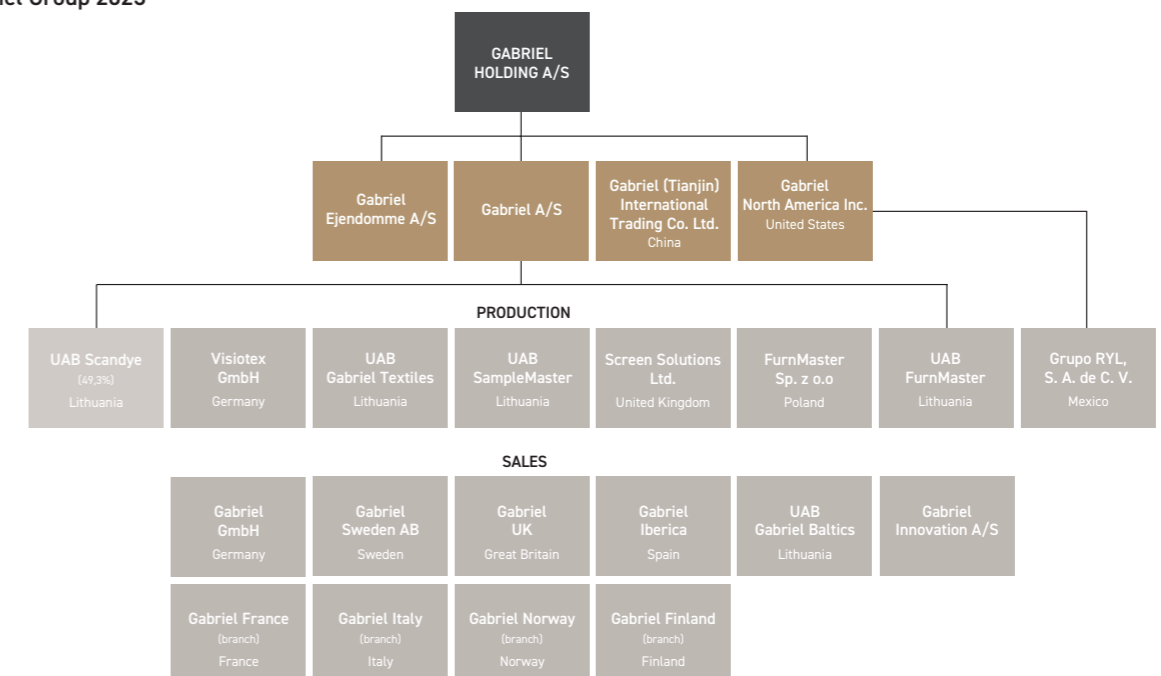 GABRIEL
HOLDING A/S
Gabriel
Ejendomme A/S
Gabriel A/S
Gabriel (Tianjin)
International
Trading Co. Ltd.
China
Gabriel
North America Inc.
United States
PRODUCTION
UAB Scandye
(49,3%)
Lithuania
Visiotex
GmbH
Germany
UAB
Gabriel Textiles
Lithuania
UAB
SampleMaster
Lithuania
Screen Solutions
Ltd.
United Kingdom
FurnMaster
Sp. z o.o
Poland
UAB
FurnMaster
Lithuania
Grupo RYL,
S. A. de C. V.
Mexico
SALES
Gabriel
GmbH
Germany
Gabriel
Sweden AB
Sweden
Gabriel
UK
Great Britain
Gabriel
Iberica
Spain
UAB
Gabriel Baltics
Lithuania
Gabriel
Innovation A/S
Gabriel France
(branch)
France
Gabriel Italy
(branch)
Italy
Gabriel Norway
(branch)
Norway
Gabriel Finland
(branch)
Finland